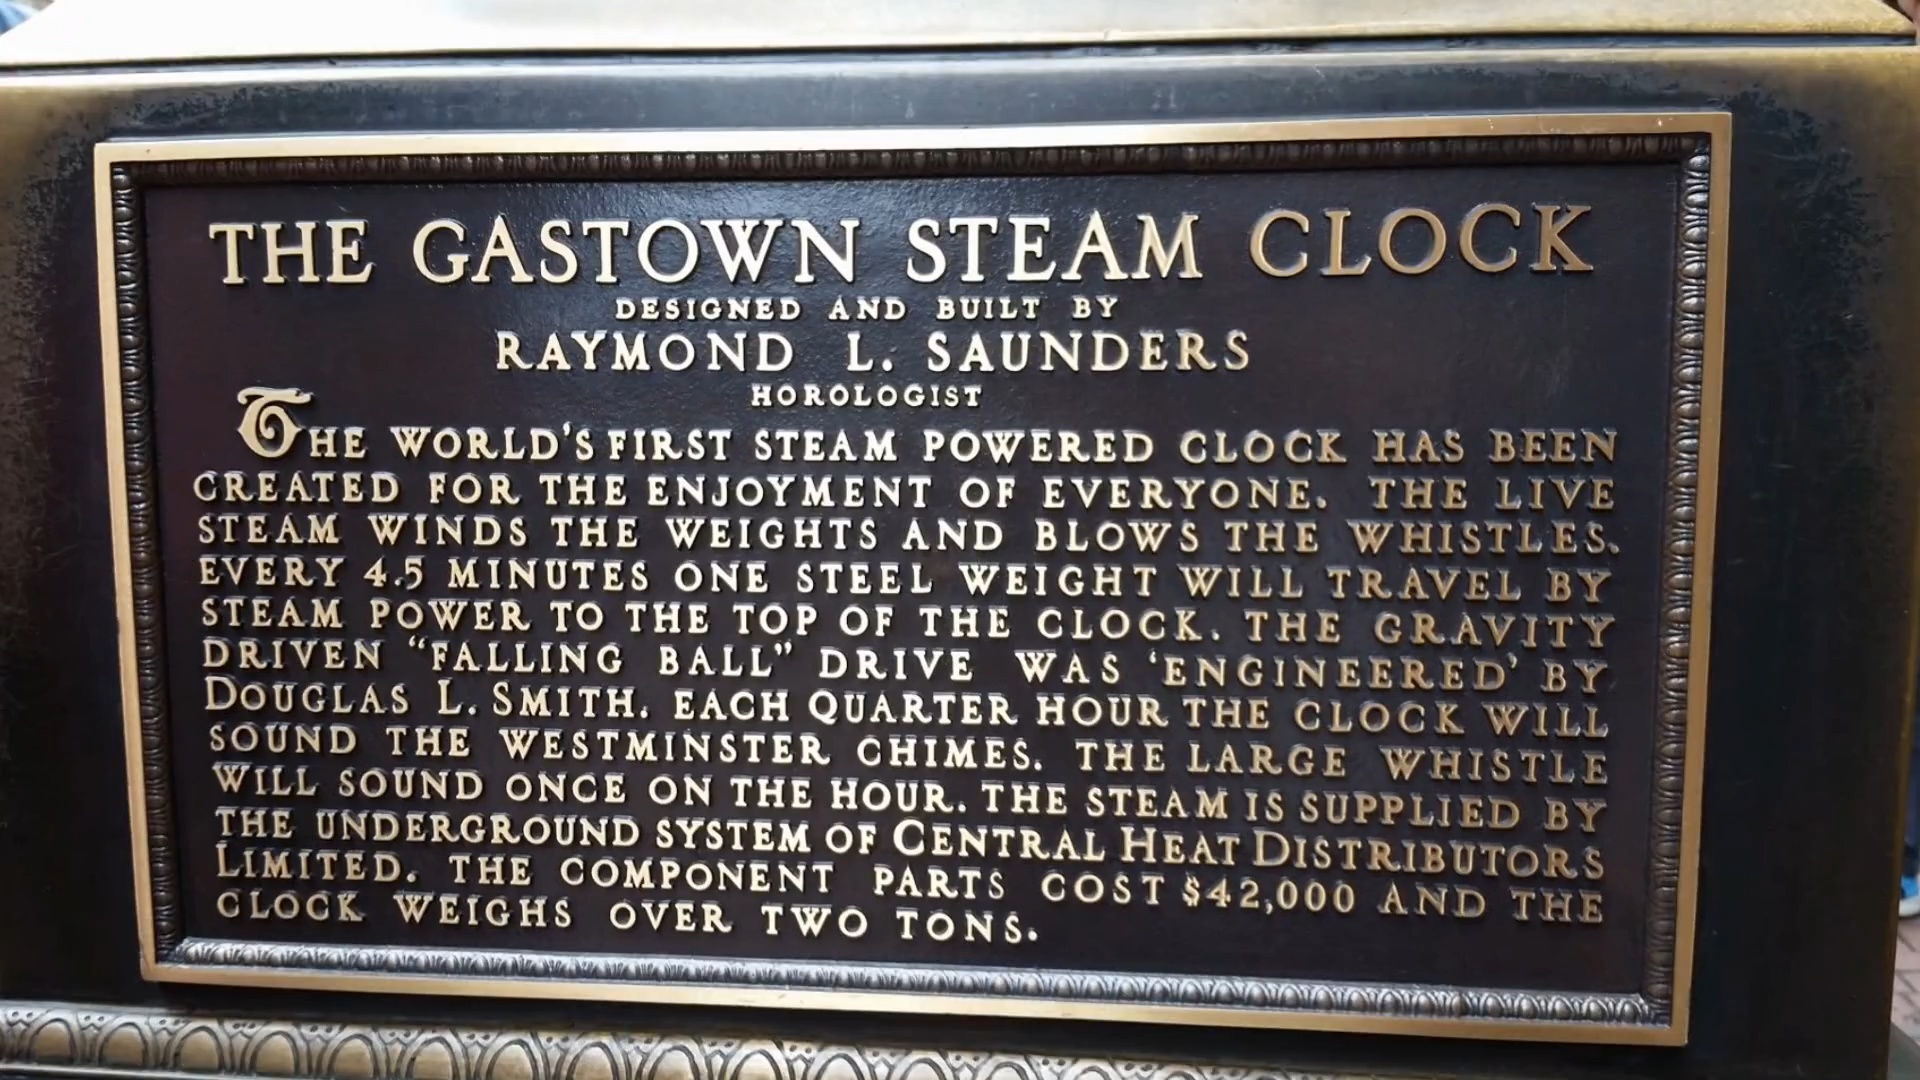 THE GASTOWN STEAM CLOCK
DESIGNED AND BUILT BY
RAYMOND L. SAUNDERS
HOROLOGIST
THE WORLD'S FIRST STEAM POWERED CLOCK HAS BEEN
CREATED FOR THE ENJOYMENT OF EVERYONE. THE LIVE
STEAM WINDS THE WEIGHTS AND BLOWS THE WHISTLES.
EVERY 4.5 MINUTES ONE STEEL WEIGHT WILL TRAVEL BY
STEAM POWER TO THE TOP OF THE CLOCK. THE GRAVITY
DRIVEN “FALLING BALL” DRIVE WAS ‘ENGINEERED’ BY
DOUGLAS L. SMITH. EACH QUARTER HOUR THE CLOCK WILL
SOUND THE WESTMINSTER CHIMES. THE LARGE WHISTLE
WILL SOUND ONCE ON THE HOUR. THE STEAM IS SUPPLIED BY
THE UNDERGROUND SYSTEM OF CENTRAL HEAT DISTRIBUTORS
LIMITED. THE COMPONENT PARTS COST $42,000 AND THE
CLOCK WEIGHS OVER TWO TONS.